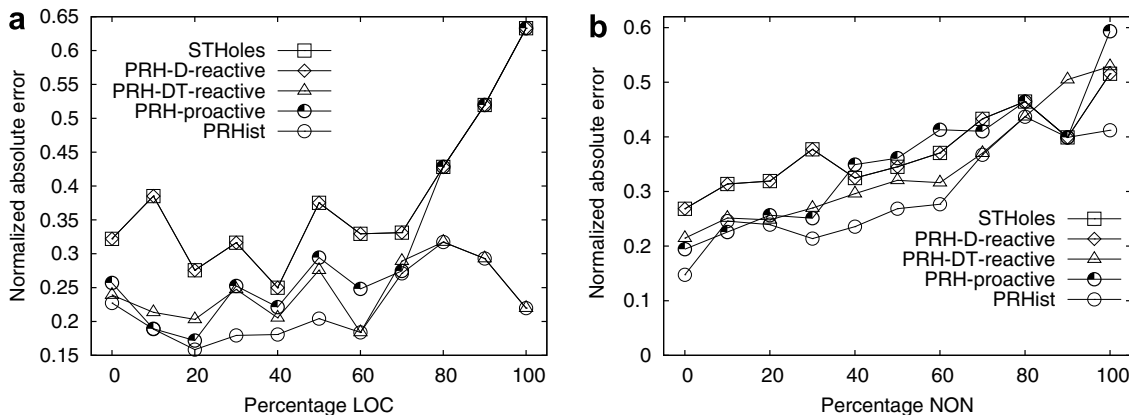 a
Normalized absolute error
0.65
0.6
0.55
0.5
0.45
0.4
0.35
0.3
0.25
0.2
0.15
STHoles
PRH-D-reactive
PRH-DT-reactive
PRH-proactive
PRHist
0 20 40 60 80 100
Percentage LOC
b
Normalized absolute error
0.6
0.5
0.4
0.3
0.2
0.1
0
STHoles
PRH-D-reactive
PRH-DT-reactive
PRH-proactive
PRHist
0 20 40 60 80 100
Percentage NON